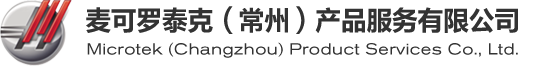 麦可罗泰克（常州）产品服务有限公司
Microtek (Changzhou) Product Services Co., Ltd.